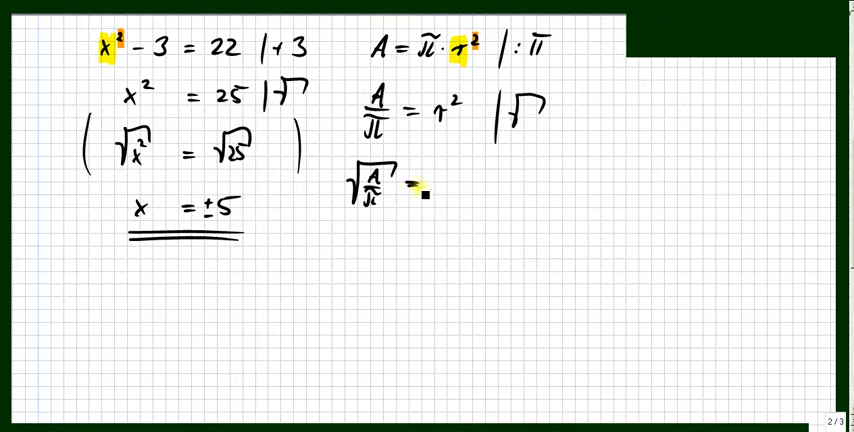 x² - 3 = 22 | + 3
x² = 25 | √
( √x² = √25 )
x = ±5
A = π · r² | : π
A/π = r² | √
√(A/π) =
2 / 3